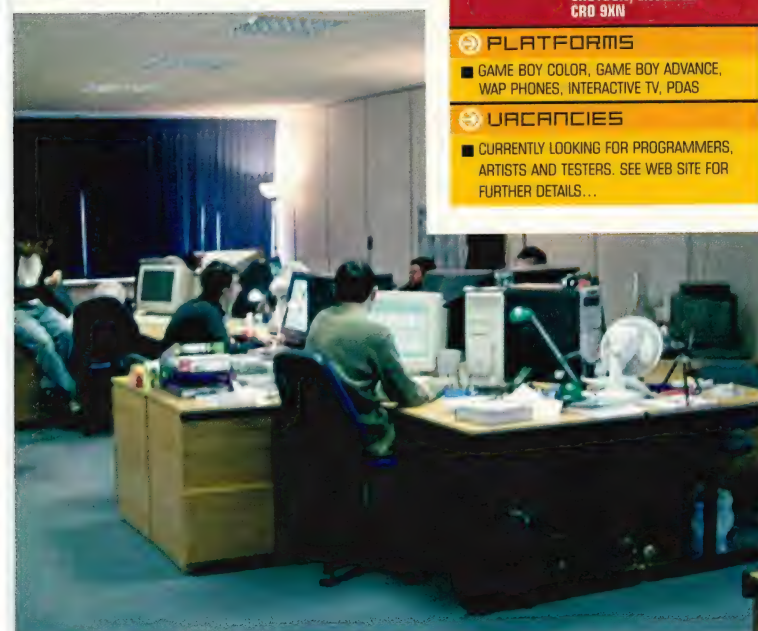 CRO 9XN
PLATFORMS
■ GAME BOY COLOR, GAME BOY ADVANCE,
WAP PHONES, INTERACTIVE TV, PDAS
VACANCIES
■ CURRENTLY LOOKING FOR PROGRAMMERS,
ARTISTS AND TESTERS. SEE WEB SITE FOR
FURTHER DETAILS...